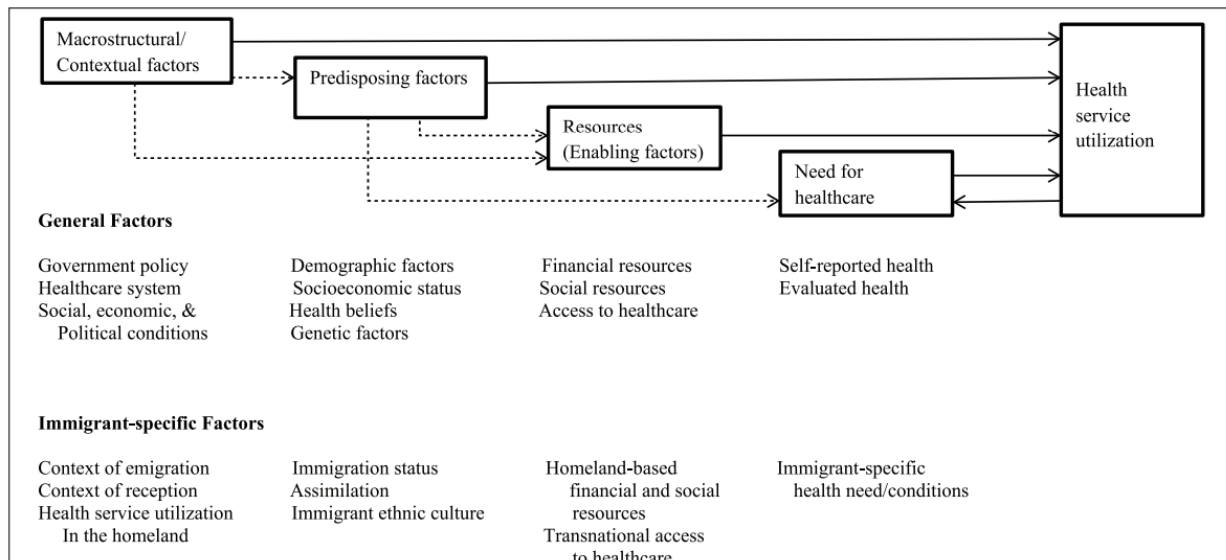 Macrostructural/
Contextual factors
Predisposing factors
Resources
(Enabling factors)
Need for
healthcare
Health
service
utilization
General Factors
Government policy
Healthcare system
Social, economic, &
Political conditions
Demographic factors
Socioeconomic status
Health beliefs
Genetic factors
Financial resources
Social resources
Access to healthcare
Self-reported health
Evaluated health
Immigrant-specific Factors
Context of emigration
Context of reception
Health service utilization
In the homeland
Immigration status
Assimilation
Immigrant ethnic culture
Homeland-based
financial and social
resources
Transnational access
to healthcare
Immigrant-specific
health need/conditions